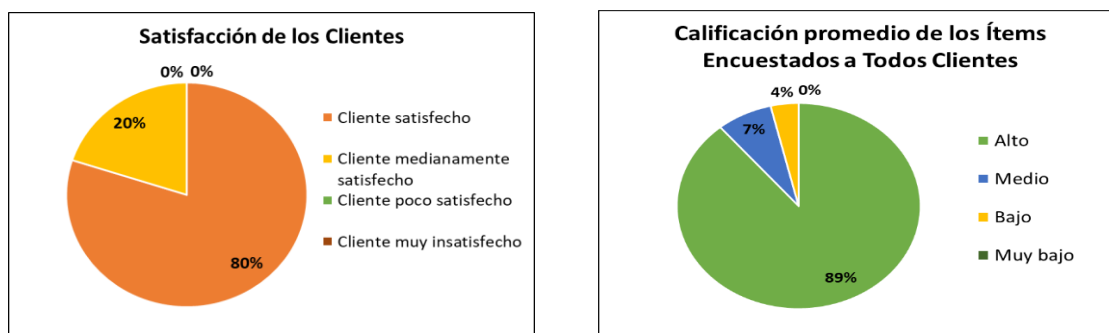 Satisfacción de los Clientes
0% 0%
20%
80%
Cliente satisfecho
Cliente medianamente
satisfecho
Cliente poco satisfecho
Cliente muy insatisfecho
Calificación promedio de los Ítems
Encuestados a Todos Clientes
4% 0%
7%
89%
Alto
Medio
Bajo
Muy bajo